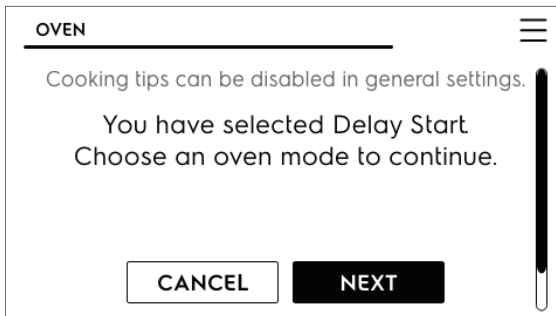 OVEN
Cooking tips can be disabled in general settings.
You have selected Delay Start.
Choose an oven mode to continue.
CANCEL NEXT